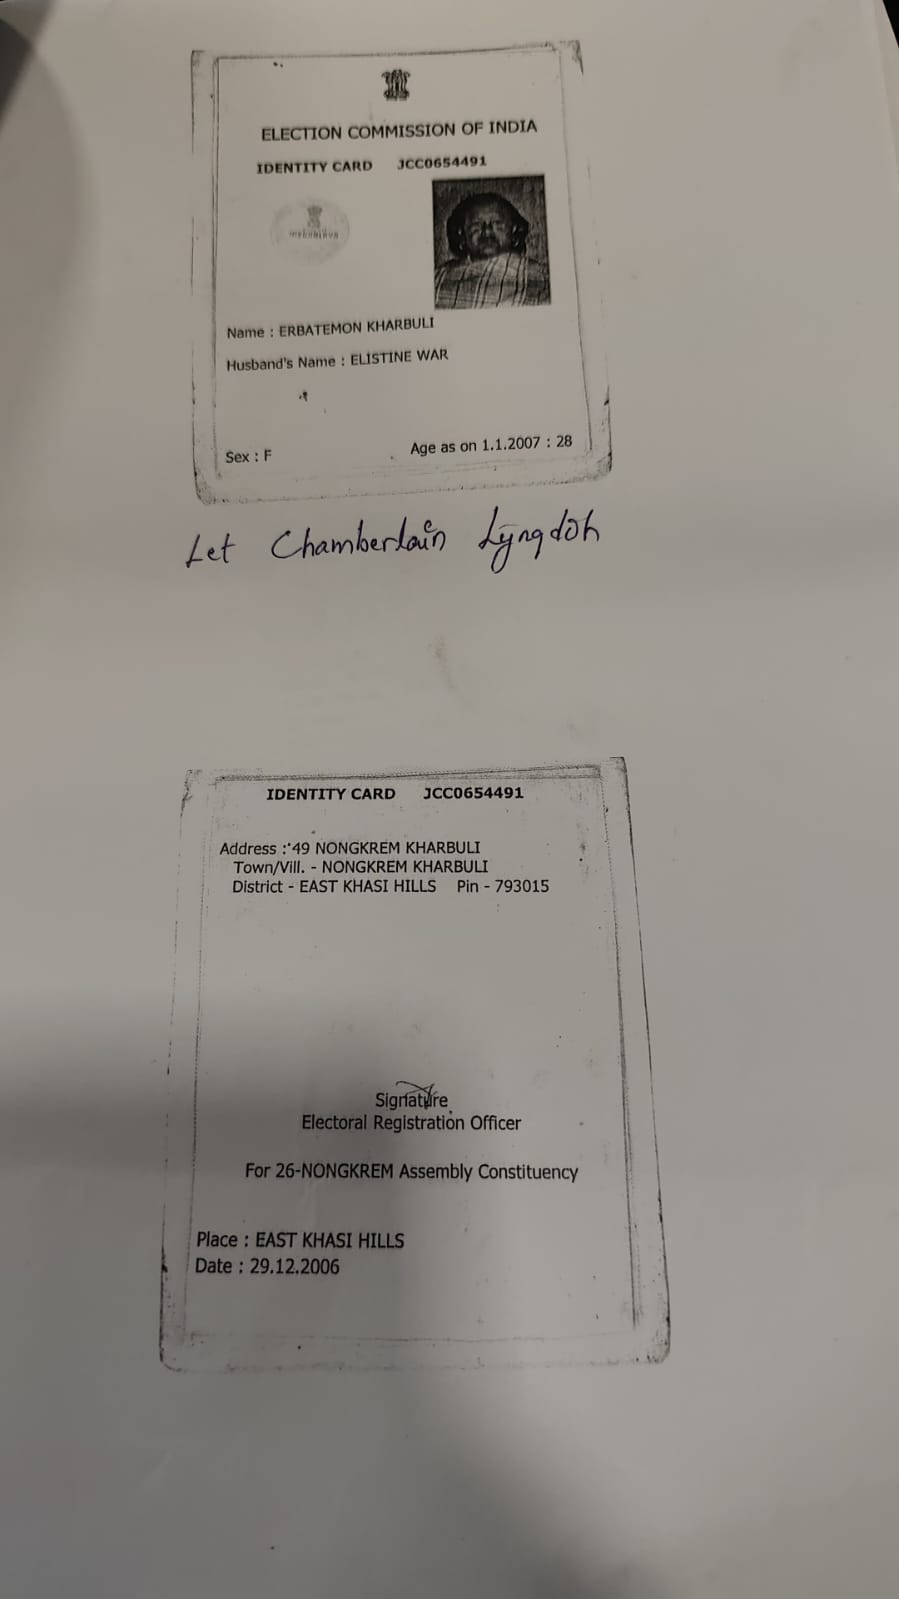 ELECTION COMMISSION OF INDIA
IDENTITY CARD JCC0654491
Name : ERBATEMON KHARBULI
Husband's Name : ELISTINE WAR
Sex : F Age as on 1.1.2007 : 28
Let Chamberlain Lyngdoh
IDENTITY CARD JCC0654491
Address : 49 NONGKREM KHARBULI
Town/Vill. - NONGKREM KHARBULI
District - EAST KHASI HILLS Pin - 793015
Signature
Electoral Registration Officer
For 26-NONGKREM Assembly Constituency
Place : EAST KHASI HILLS
Date : 29.12.2006